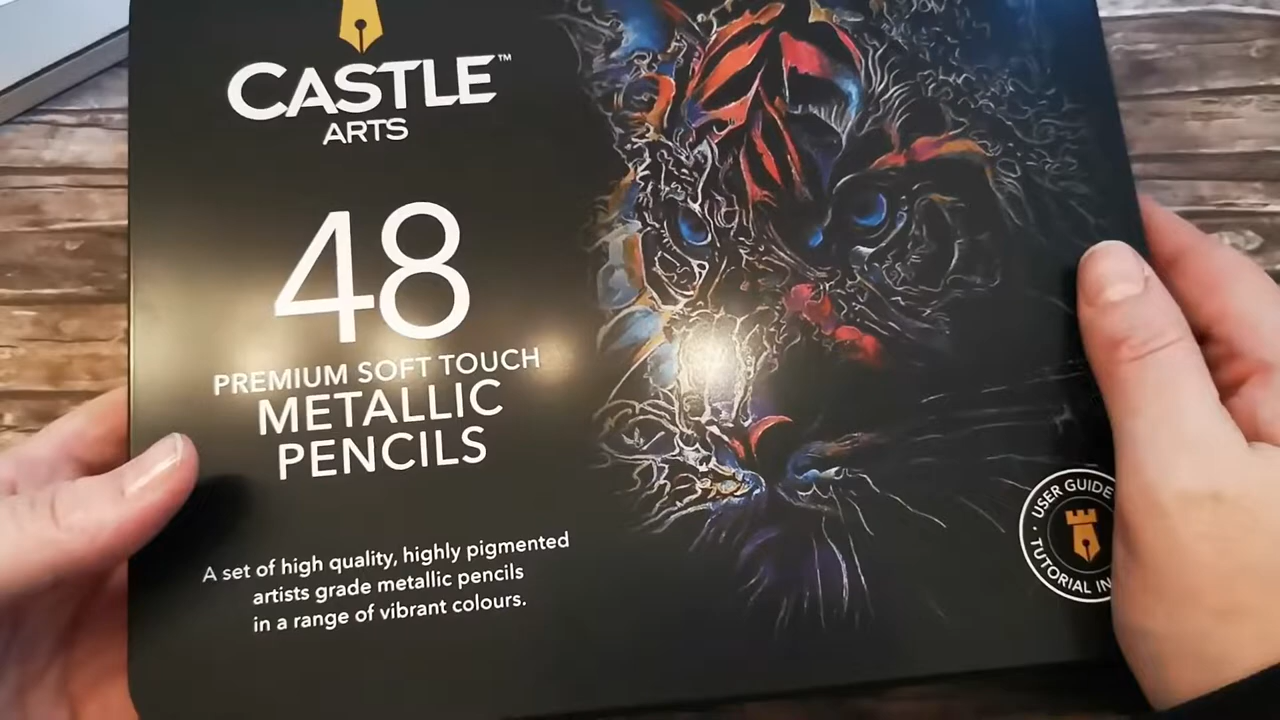 CASTLE™
ARTS
48
PREMIUM SOFT TOUCH
METALLIC
PENCILS
A set of high quality, highly pigmented
artists grade metallic pencils
in a range of vibrant colours.
USER GUIDE
TUTORIAL